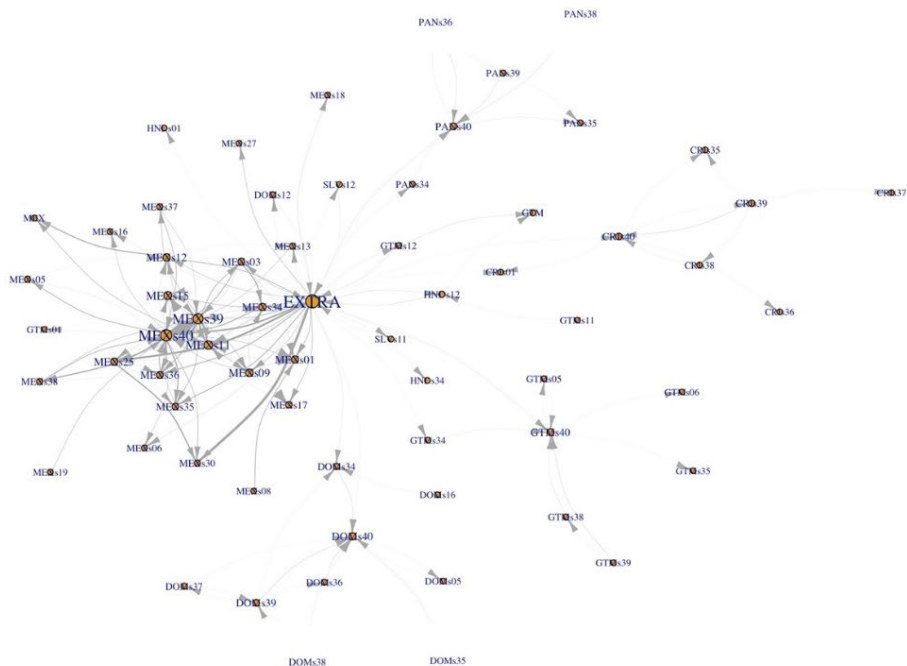 PANs36
PANs38
PANs39
MEXs18
PANs40
PANs35
HNDs01
MEXs27
CRIs35
DOMs12
SLVs12
PANs34
CRIs37
CRIs39
MEXs37
MEX
MEXs16
GTM
MEXs13
GTMs12
CRIs40
MEXs12
MEXs03
CRIs38
CRIs01
MEXs05
MEXs15
HNDs12
EXTRA
MEXs34
CRIs36
MEXs39
GTMs11
GTMs01
MEXs40
MEXs11
SLVs11
MEXs25
MEXs01
MEXs38
MEXs36
MEXs09
HNDs34
GTMs05
GTMs06
MEXs35
MEXs17
GTMs40
MEXs06
GTMs34
MEXs30
DOMs34
MEXs19
GTMs35
MEXs08
DOMs16
GTMs38
DOMs40
GTMs39
DOMs37
DOMs36
DOMs05
DOMs39
DOMs38
DOMs35